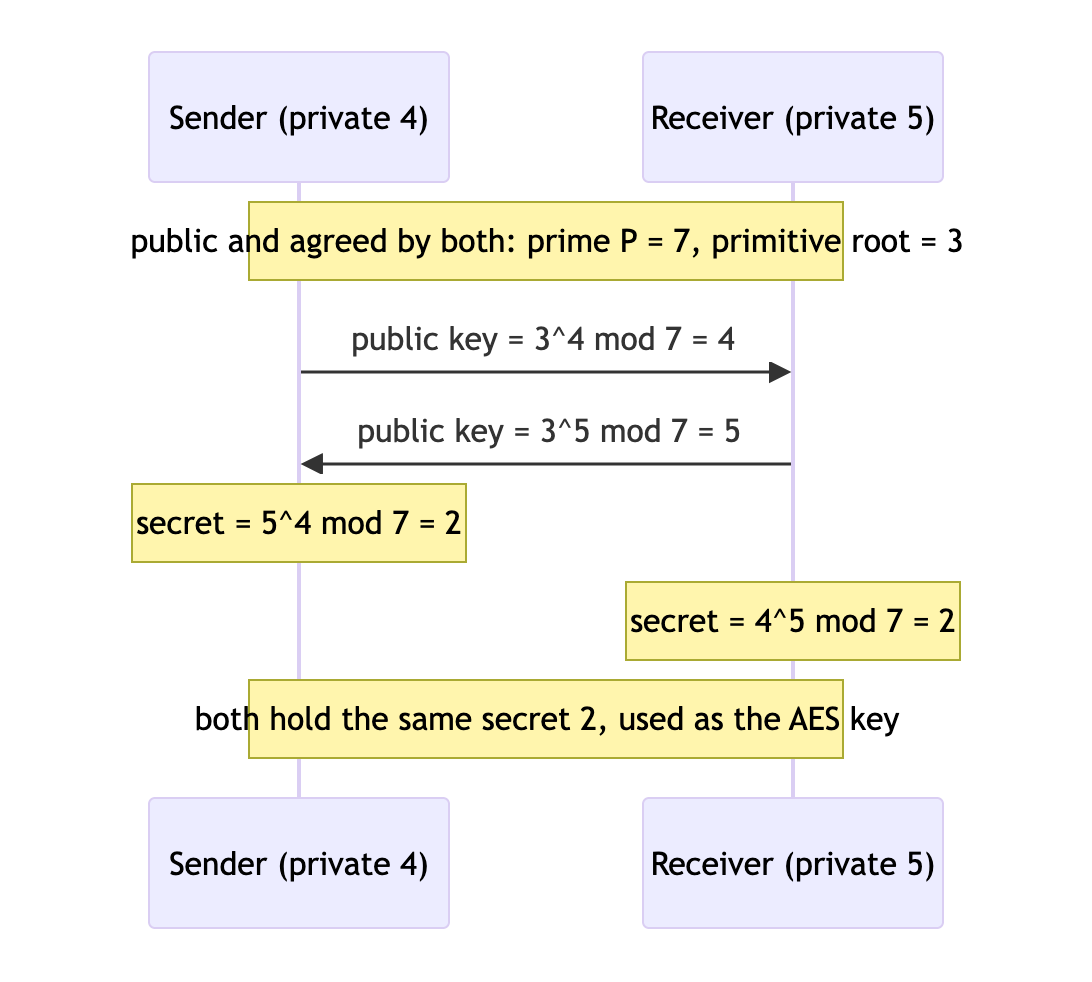 Sender (private 4)
Receiver (private 5)
public and agreed by both: prime P = 7, primitive root = 3
public key = 3^4 mod 7 = 4
public key = 3^5 mod 7 = 5
secret = 5^4 mod 7 = 2
secret = 4^5 mod 7 = 2
both hold the same secret 2, used as the AES key
Sender (private 4)
Receiver (private 5)